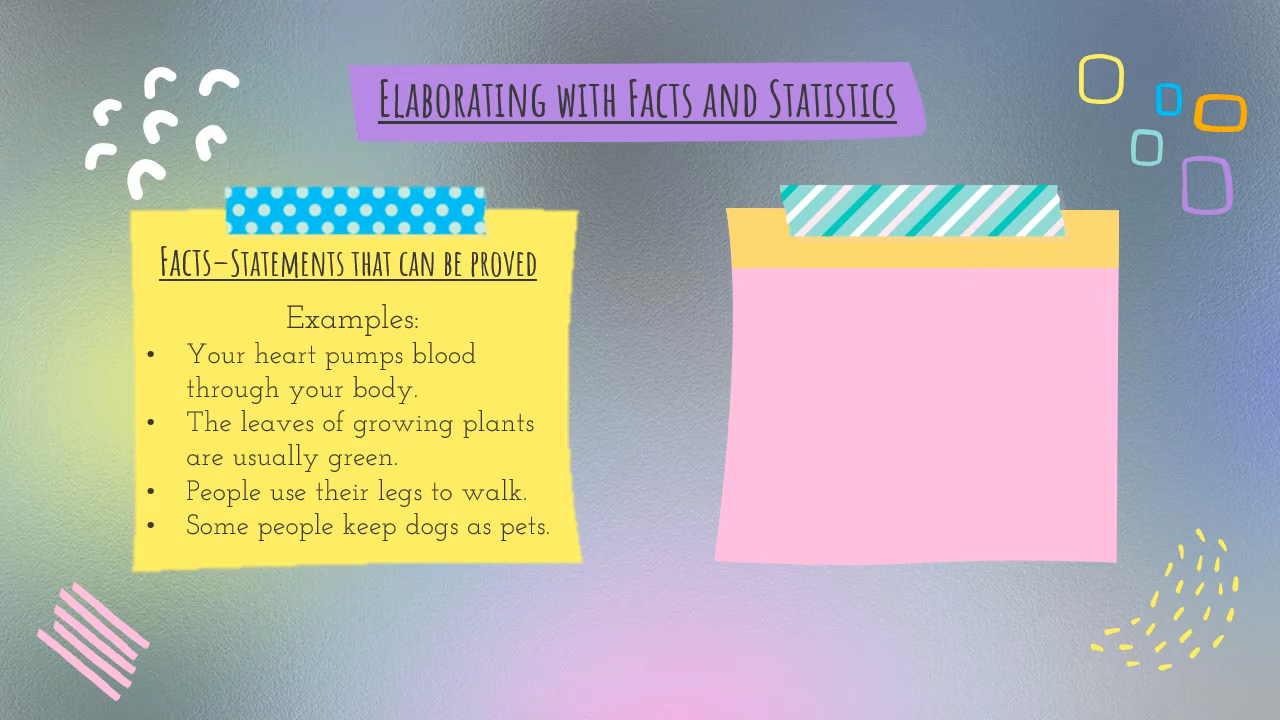 Elaborating with Facts and Statistics
Facts–Statements that can be proved
Examples:
• Your heart pumps blood
through your body.
• The leaves of growing plants
are usually green.
• People use their legs to walk.
• Some people keep dogs as pets.